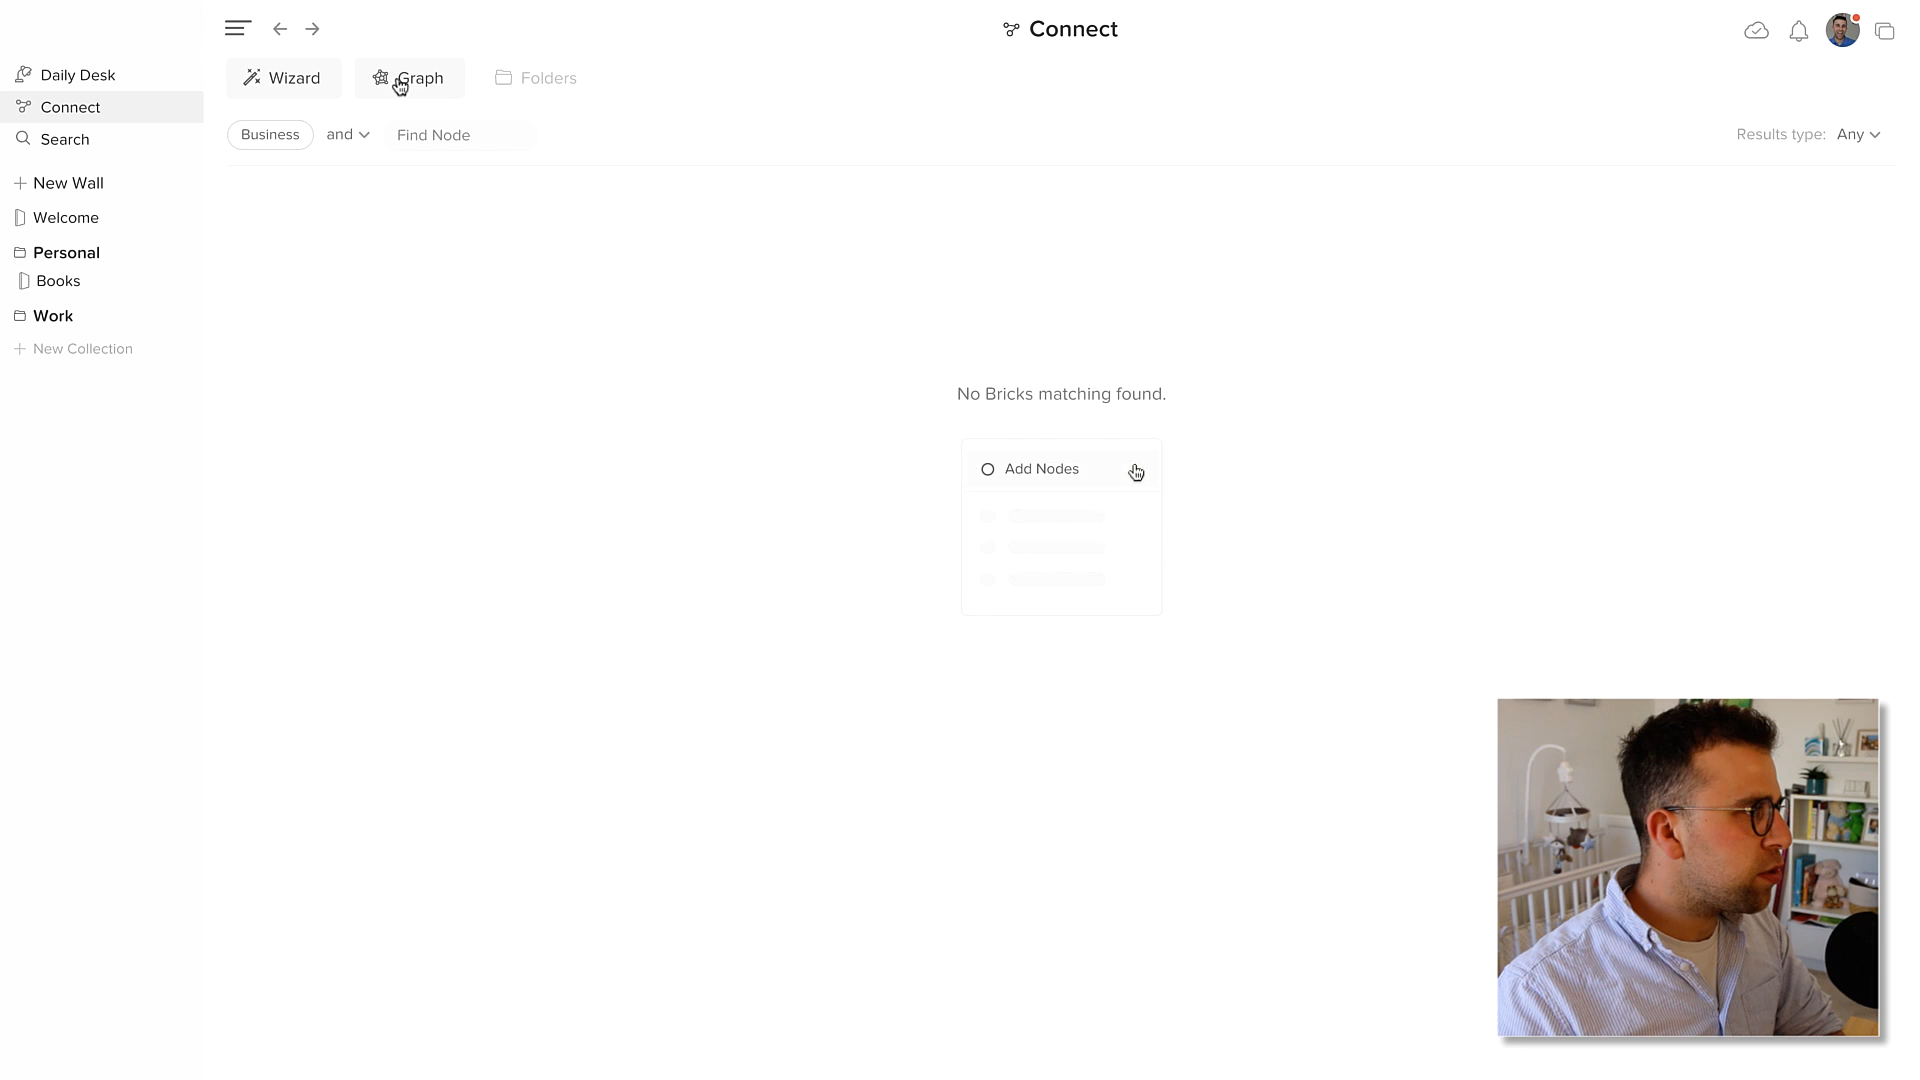 Connect
Daily Desk
Connect
Search
New Wall
Welcome
Personal
Books
Work
New Collection
Wizard
Graph
Folders
Business
and
Find Node
Results type: Any
No Bricks matching found.
Add Nodes